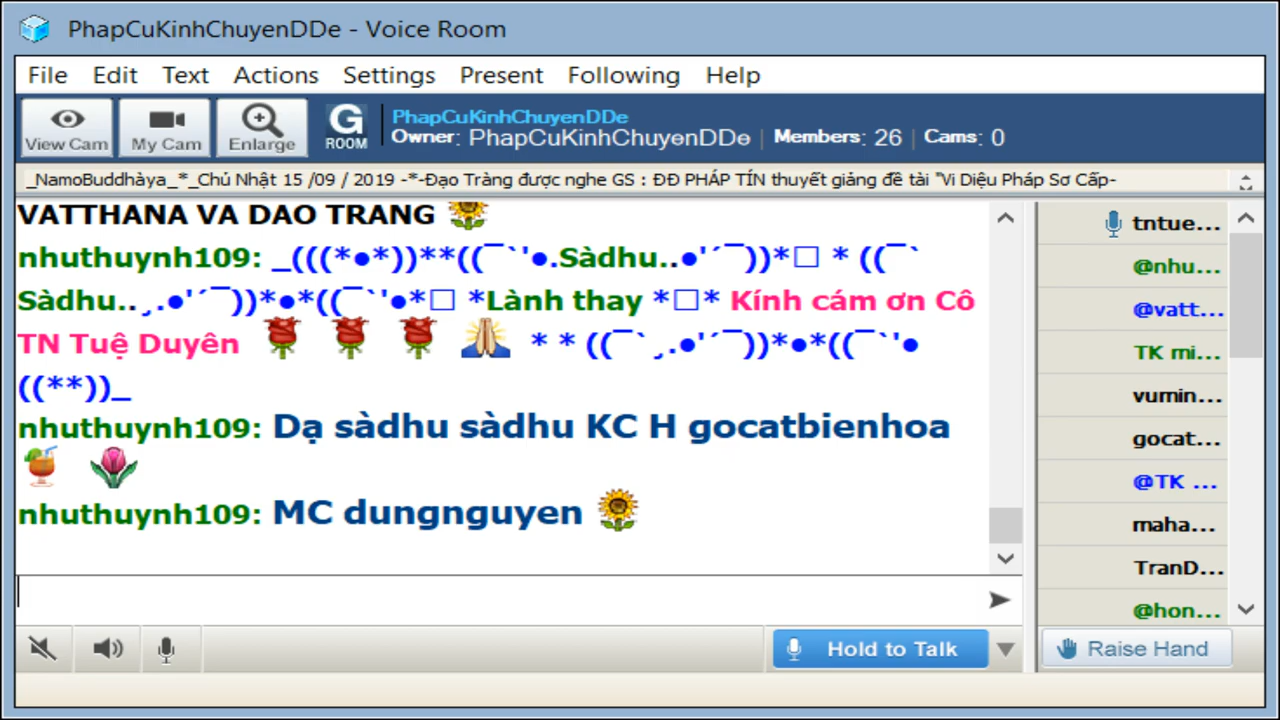 PhapCuKinhChuyenDDe - Voice Room
File Edit Text Actions Settings Present Following Help
View Cam My Cam Enlarge G ROOM
PhapCuKinhChuyenDDe
Owner: PhapCuKinhChuyenDDe | Members: 26 | Cams: 0
_NamoBuddhàya_*_Chủ Nhật 15 /09 / 2019 -*-Đạo Tràng được nghe GS : ĐĐ PHÁP TÍN thuyết giảng đề tài "Vi Diệu Pháp Sơ Cấp-
VATTHANA VA DAO TRANG
nhuthuynh109: _(((*●*))**((¯`'●.Sàdhu..●'´¯))*□ * ((¯`
Sàdhu..¸.●'´¯))*●*((¯`'●*□ *Lành thay *□* Kính cám ơn Cô
TN Tuệ Duyên * * ((¯`¸.●'´¯))*●*((¯`'●
((**))_
nhuthuynh109: Dạ sàdhu sàdhu KC H gocatbienhoa
nhuthuynh109: MC dungnguyen
tntue...
@nhu...
@vatt...
TK mi...
vumin...
gocat...
@TK ...
maha...
TranD...
@hon...
Hold to Talk
Raise Hand